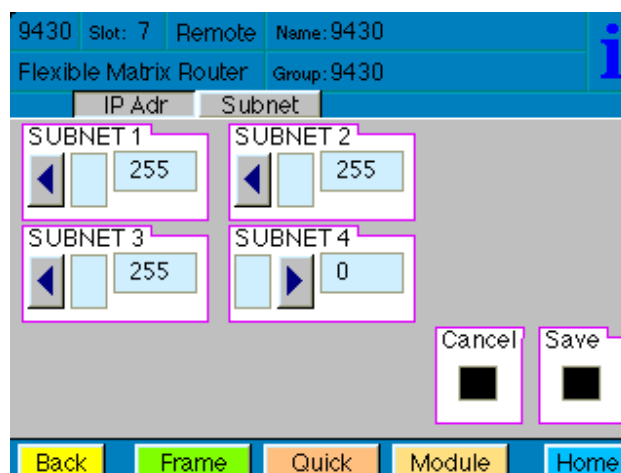 9430 Slot: 7 Remote Name: 9430
Flexible Matrix Router Group: 9430
i
IP Adr Subnet
SUBNET 1 SUBNET 2
255 255
SUBNET 3 SUBNET 4
255 0
Cancel Save
Back Frame Quick Module Home